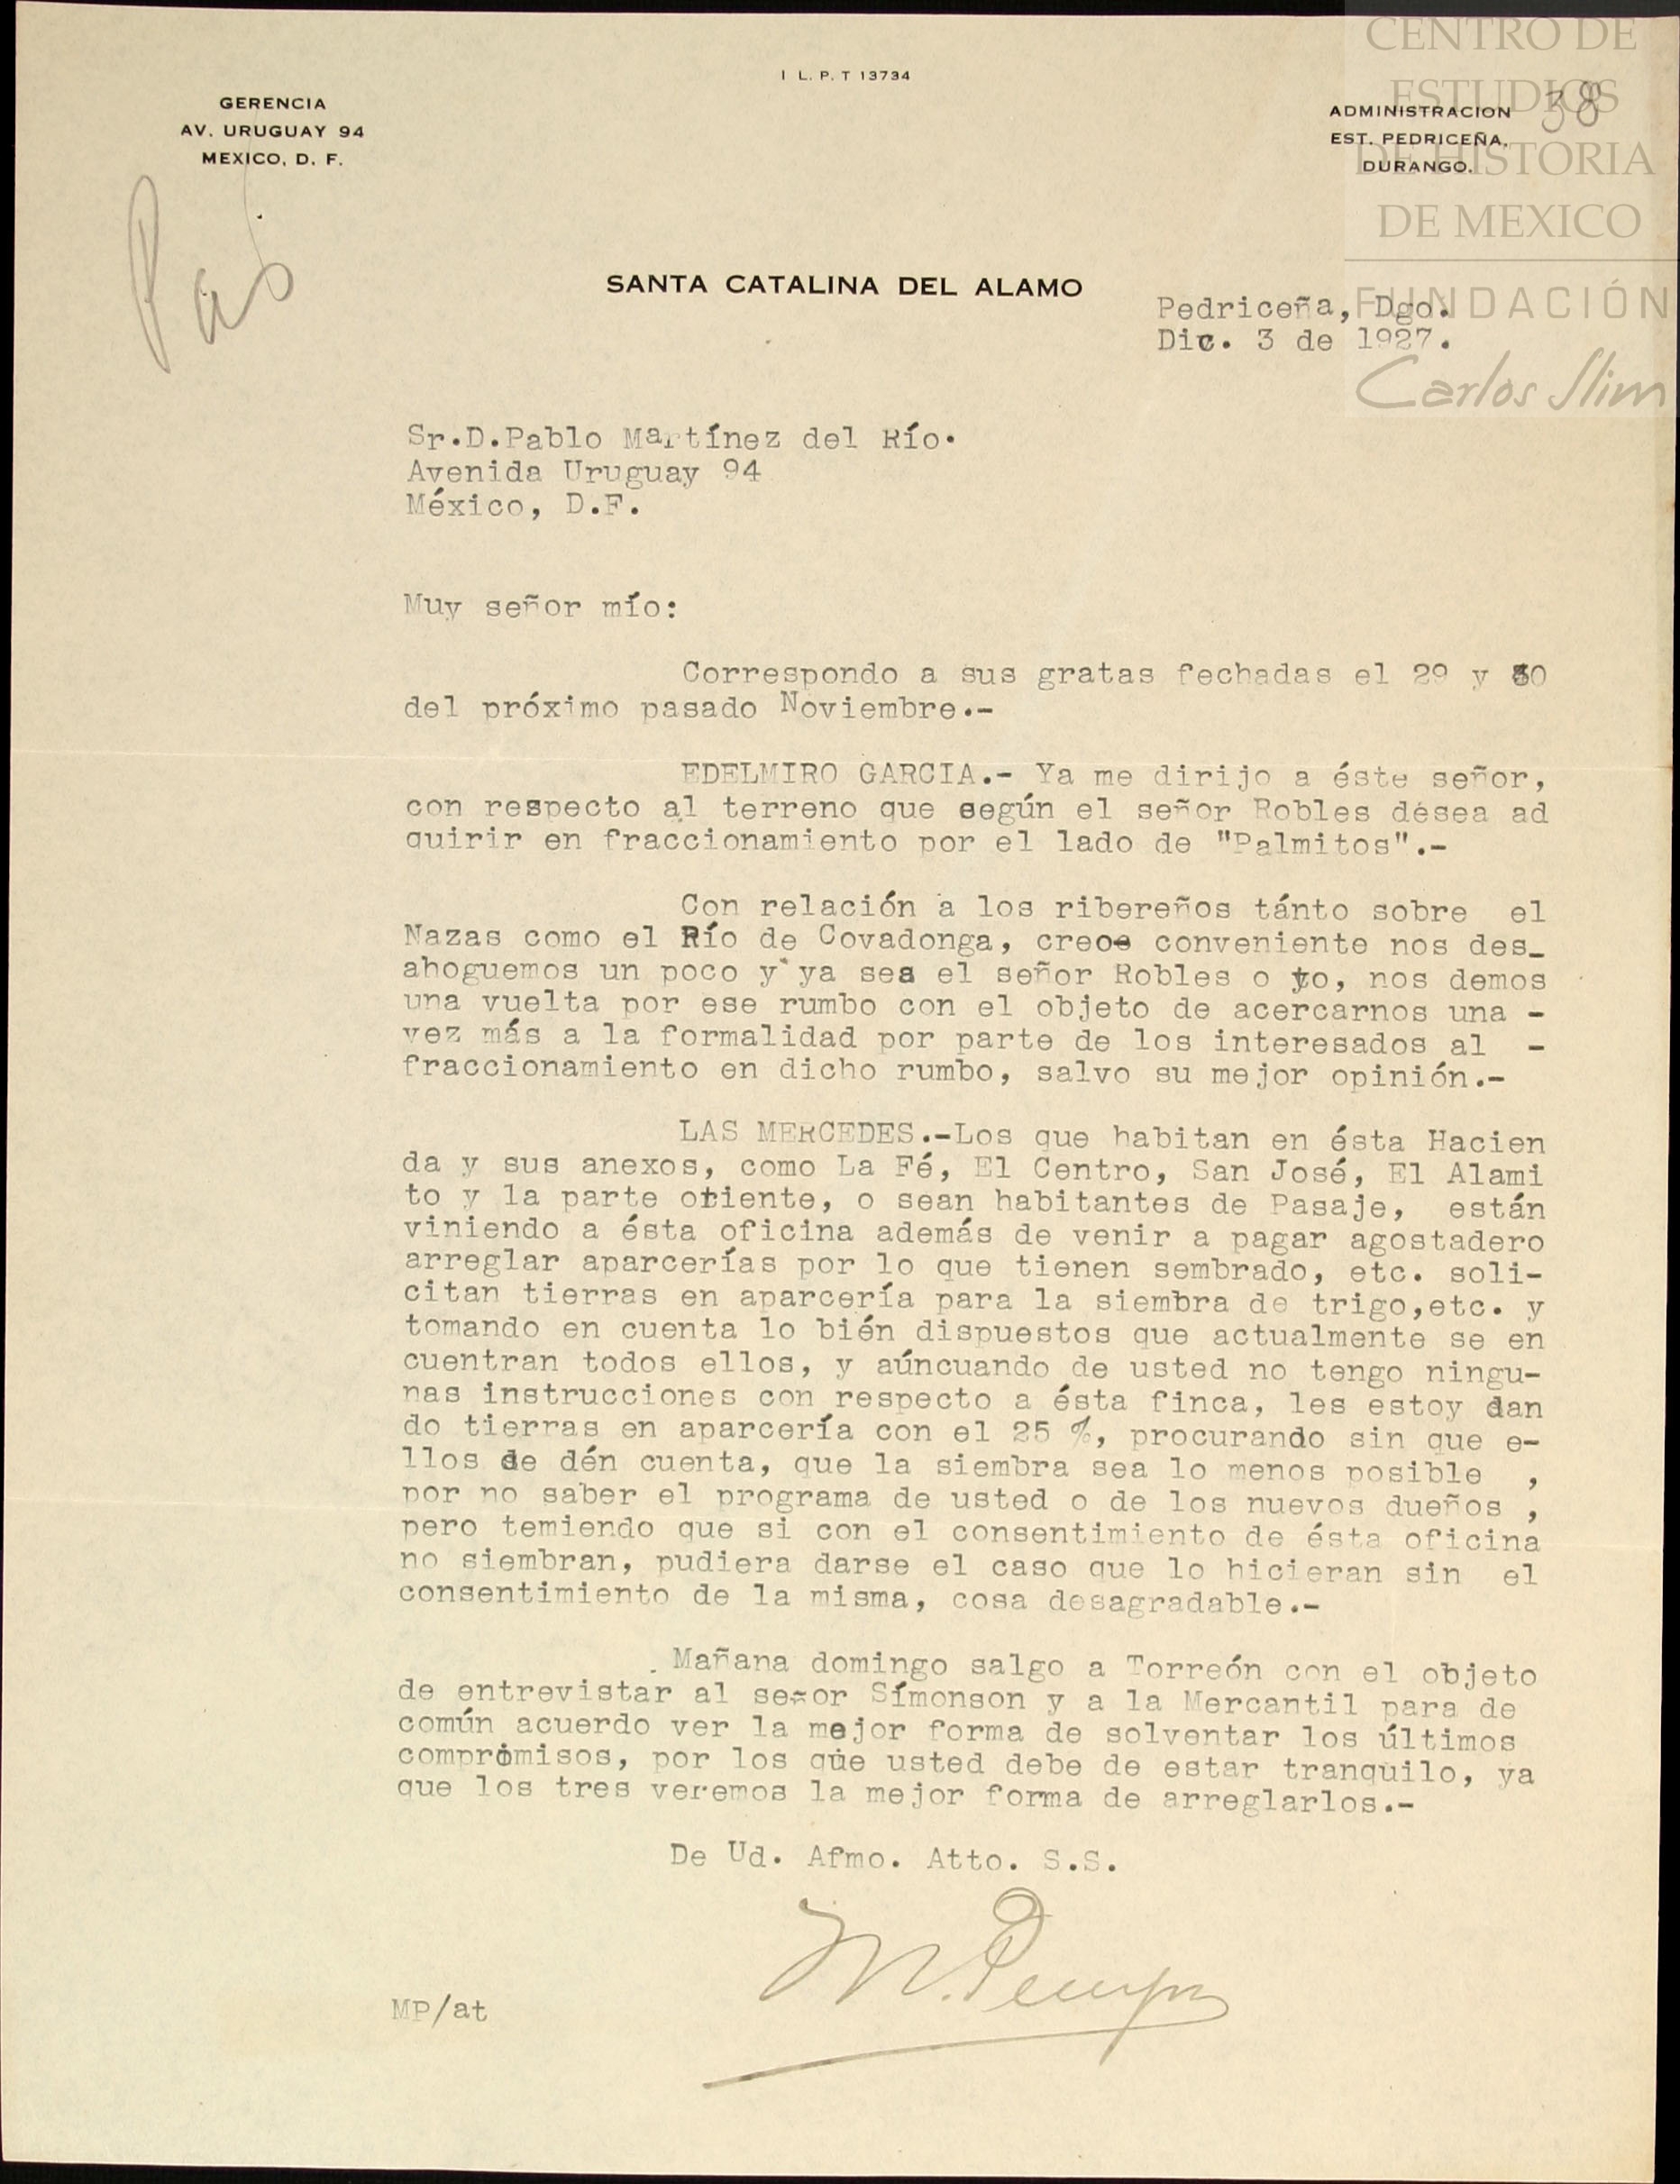 I L. P. T 13734
GERENCIA
AV. URUGUAY 94
MEXICO, D. F.
ADMINISTRACION
EST. PEDRICEÑA.
DURANGO.
38
CENTRO DE
ESTUDIOS
DE HISTORIA
DE MEXICO
FUNDACIÓN
Carlos Slim
SANTA CATALINA DEL ALAMO
Pedriceña, Dgo.
Dic. 3 de 1927.
Sr.D.Pablo Martínez del Río.
Avenida Uruguay 94
México, D.F.
Muy señor mío:
Correspondo a sus gratas fechadas el 29 y 30
del próximo pasado Noviembre.-
EDELMIRO GARCIA.- Ya me dirijo a éste señor,
con respecto al terreno que según el señor Robles desea ad
quirir en fraccionamiento por el lado de "Palmitos".-
Con relación a los ribereños tánto sobre el
Nazas como el Río de Covadonga, creoe conveniente nos des_
ahoguemos un poco y ya sea el señor Robles o yo, nos demos
una vuelta por ese rumbo con el objeto de acercarnos una -
vez más a la formalidad por parte de los interesados al -
fraccionamiento en dicho rumbo, salvo su mejor opinión.-
LAS MERCEDES.-Los que habitan en ésta Hacien
da y sus anexos, como La Fé, El Centro, San José, El Alami
to y la parte oriente, o sean habitantes de Pasaje, están
viniendo a ésta oficina además de venir a pagar agostadero
arreglar aparcerías por lo que tienen sembrado, etc. soli-
citan tierras en aparcería para la siembra de trigo,etc. y
tomando en cuenta lo bién dispuestos que actualmente se en
cuentran todos ellos, y aúncuando de usted no tengo ningu-
nas instrucciones con respecto a ésta finca, les estoy dan
do tierras en aparcería con el 25 %, procurando sin que e-
llos se dén cuenta, que la siembra sea lo menos posible ,
por no saber el programa de usted o de los nuevos dueños ,
pero temiendo que si con el consentimiento de ésta oficina
no siembran, pudiera darse el caso que lo hicieran sin el
consentimiento de la misma, cosa desagradable.-
Mañana domingo salgo a Torreón con el objeto
de entrevistar al señor Símonson y a la Mercantil para de
común acuerdo ver la mejor forma de solventar los últimos
compromisos, por los que usted debe de estar tranquilo, ya
que los tres veremos la mejor forma de arreglarlos.-
De Ud. Afmo. Atto. S.S.
MP/at